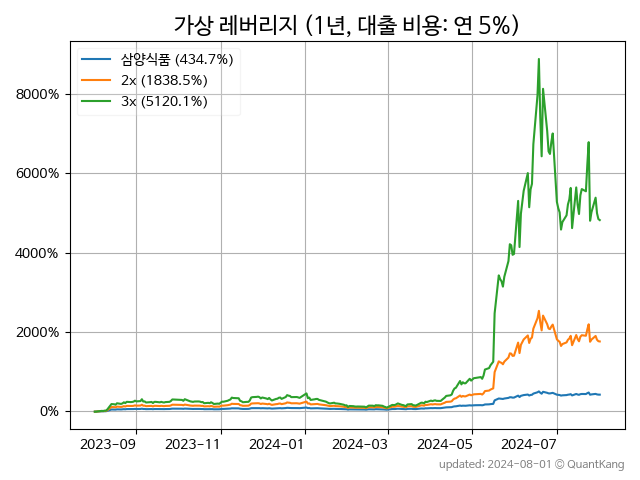 가상 레버리지 (1년, 대출 비용: 연 5%)
삼양식품 (434.7%)
2x (1838.5%)
3x (5120.1%)
8000%
6000%
4000%
2000%
0%
2023-09 2023-11 2024-01 2024-03 2024-05 2024-07
updated: 2024-08-01 © QuantKang